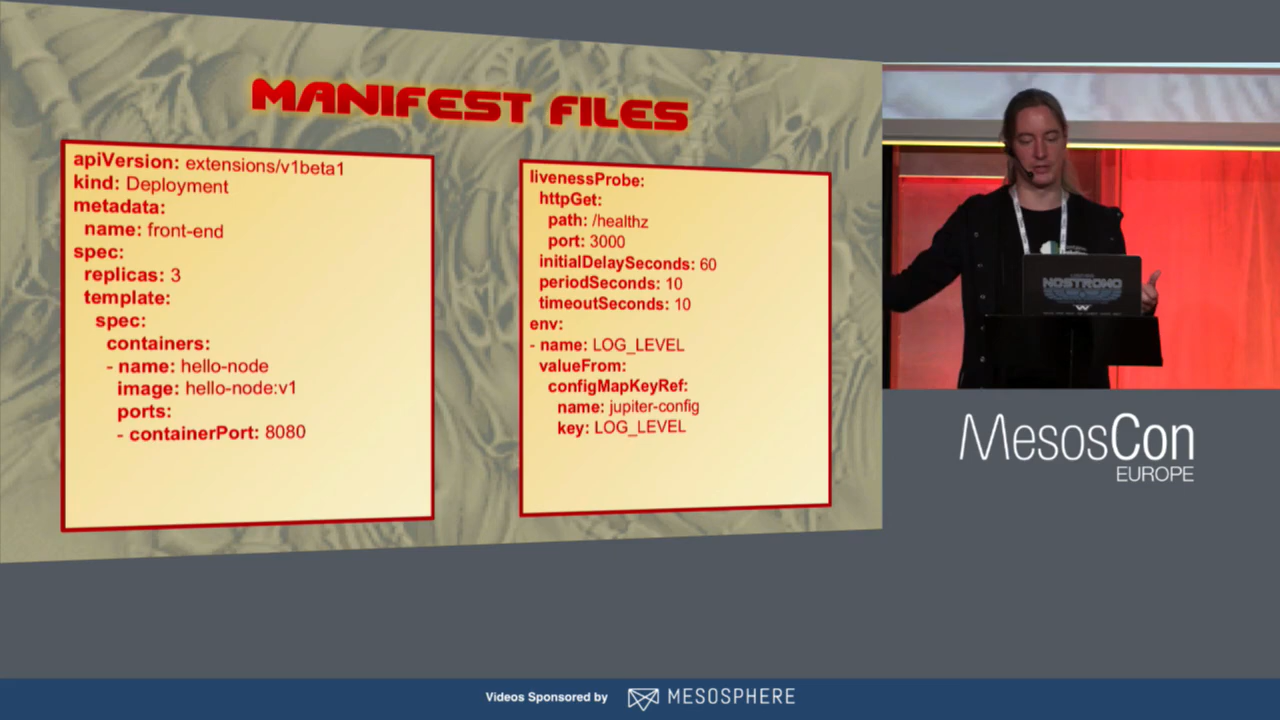 MANIFEST FILES
apiVersion: extensions/v1beta1
kind: Deployment
metadata:
name: front-end
spec:
replicas: 3
template:
spec:
containers:
- name: hello-node
image: hello-node:v1
ports:
- containerPort: 8080
livenessProbe:
httpGet:
path: /healthz
port: 3000
initialDelaySeconds: 60
periodSeconds: 10
timeoutSeconds: 10
env:
- name: LOG_LEVEL
valueFrom:
configMapKeyRef:
name: jupiter-config
key: LOG_LEVEL
NOSTROMO
MesosCon
EUROPE
Videos Sponsored by MESOSPHERE